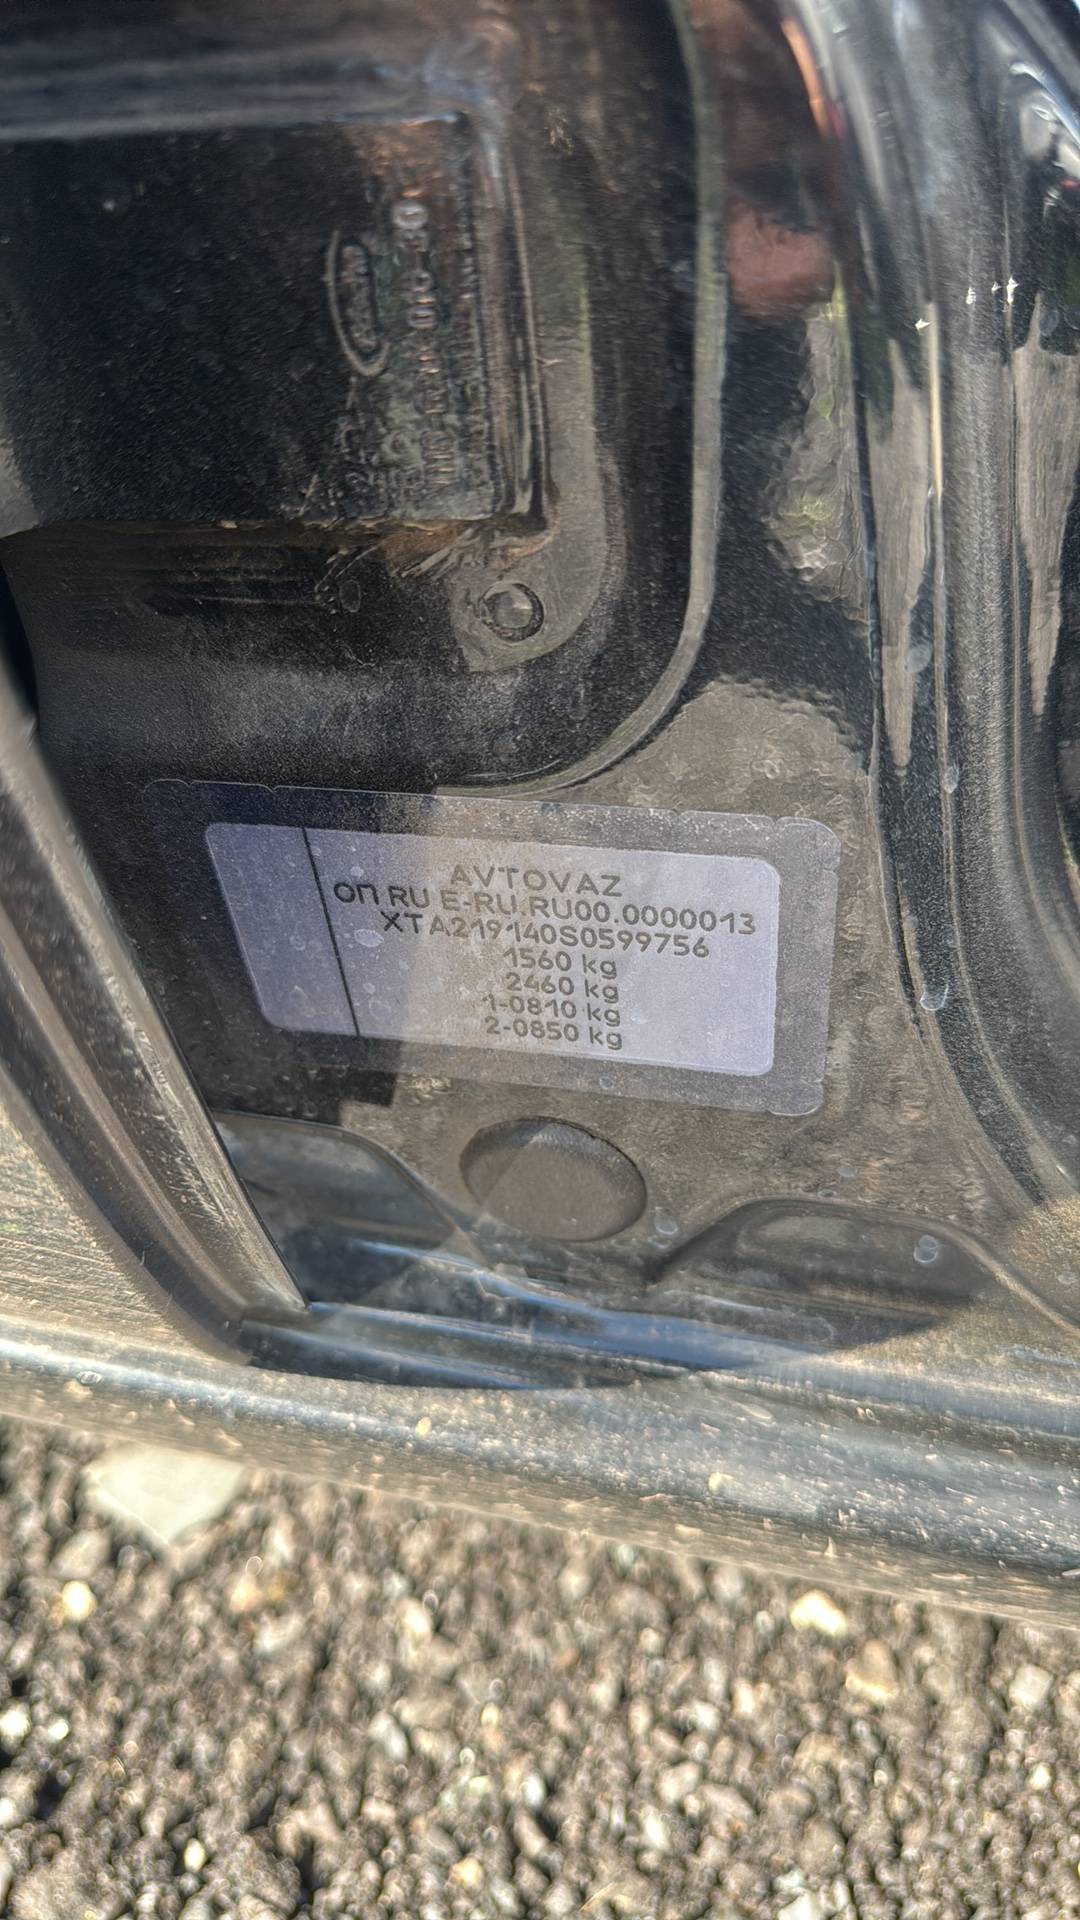 AVTOVAZ
ОП RU E-RU.RU00.0000013
XTA219140S0599756
1560 kg
2460 kg
1-0810 kg
2-0850 kg